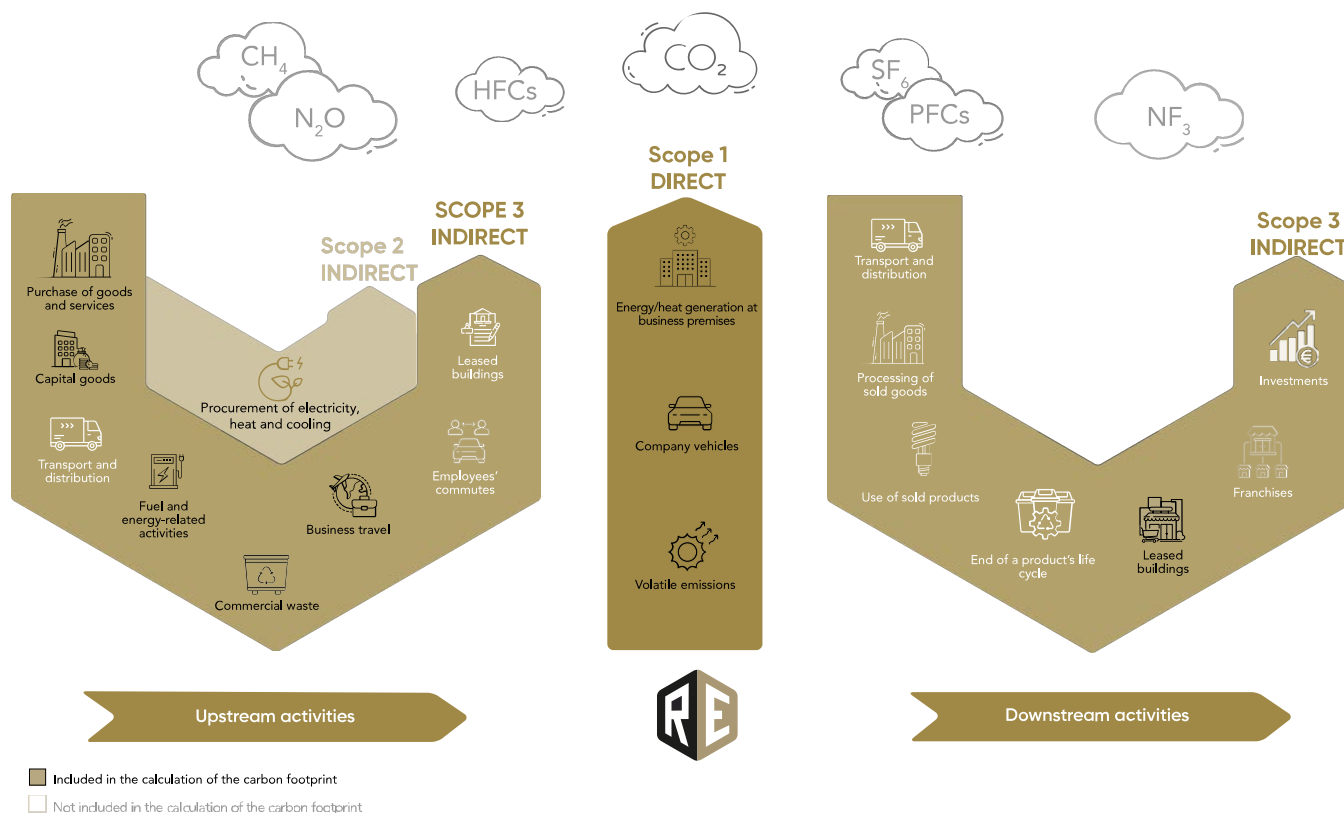 CH4
N2O
HFCs
CO2
SF6
PFCs
NF3
Scope 1
DIRECT
SCOPE 3
INDIRECT
Scope 2
INDIRECT
Scope 3
INDIRECT
Purchase of goods
and services
Capital goods
Transport and
distribution
Fuel and
energy-related
activities
Commercial waste
Procurement of electricity,
heat and cooling
Business travel
Leased
buildings
Employees'
commutes
Energy/heat generation at
business premises
Company vehicles
Volatile emissions
Transport and
distribution
Processing of
sold goods
Use of sold products
End of a product's life
cycle
Leased
buildings
Investments
Franchises
Upstream activities
RE
Downstream activities
Included in the calculation of the carbon footprint
Not included in the calculation of the carbon footprint